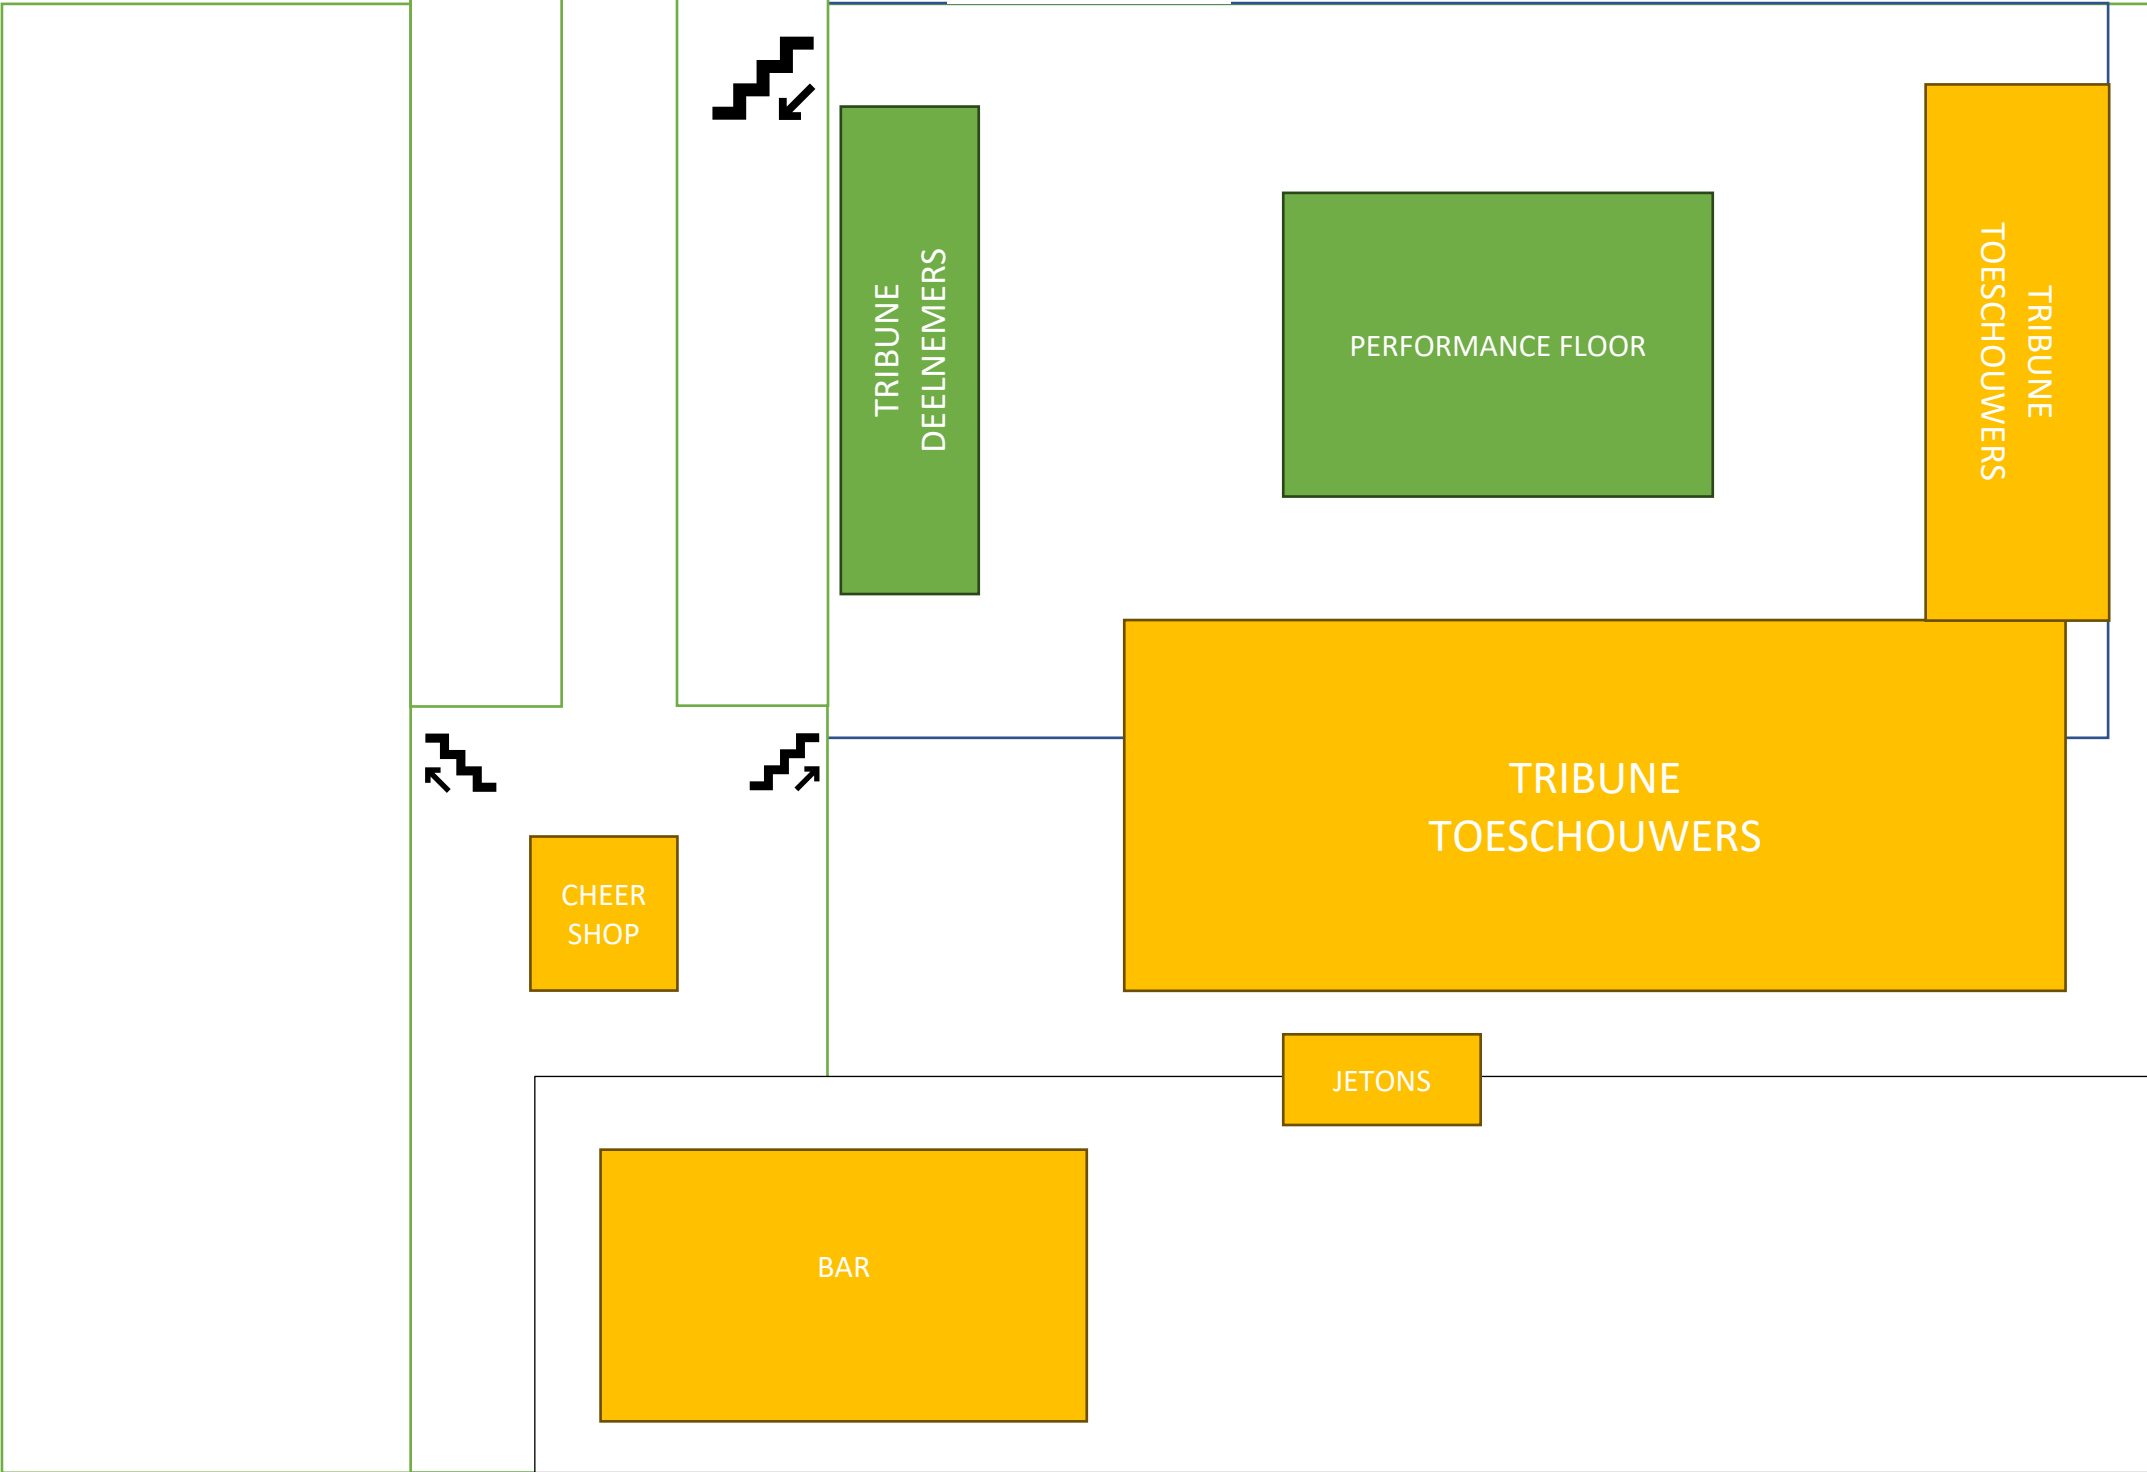 TRIBUNE
DEELNEMERS
PERFORMANCE FLOOR
TRIBUNE
TOESCHOUWERS
TRIBUNE
TOESCHOUWERS
CHEER
SHOP
JETONS
BAR